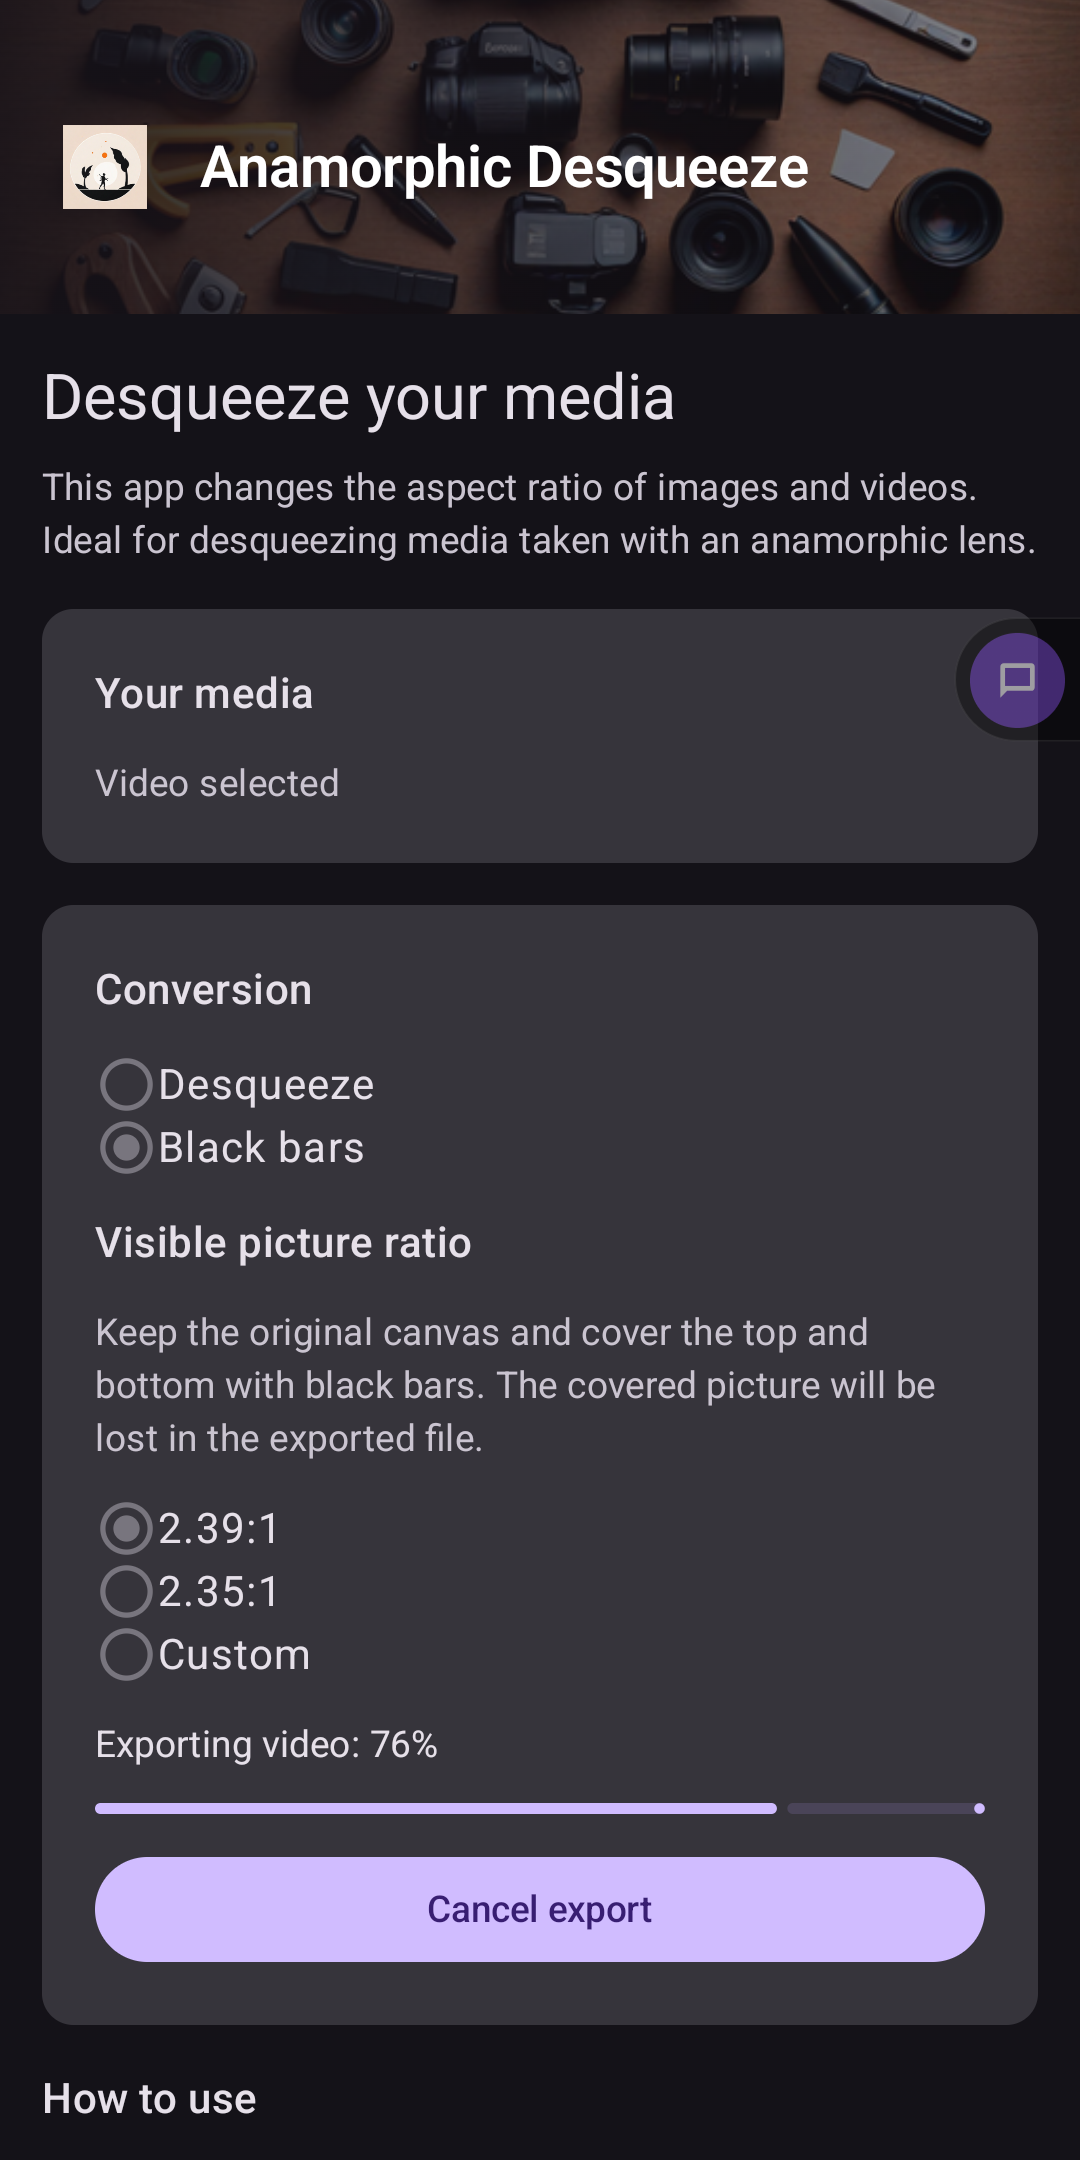 Anamorphic Desqueeze
Desqueeze your media
This app changes the aspect ratio of images and videos.
Ideal for desqueezing media taken with an anamorphic lens.
Your media
Video selected
Conversion
Desqueeze
Black bars
Visible picture ratio
Keep the original canvas and cover the top and
bottom with black bars. The covered picture will be
lost in the exported file.
2.39:1
2.35:1
Custom
Exporting video: 76%
Cancel export
How to use